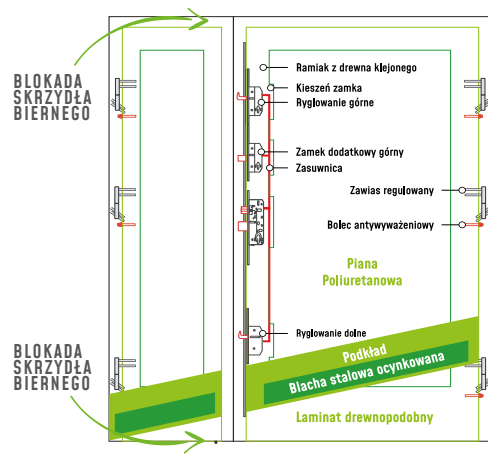 BLOKADA
SKRZYDŁA
BIERNEGO
Ramiak z drewna klejonego
Kieszeń zamka
Ryglowanie górne
Zamek dodatkowy górny
Zasuwnica
Zawias regulowany
Bolec antywyważeniowy
Piana
Poliuretanowa
BLOKADA
SKRZYDŁA
BIERNEGO
Ryglowanie dolne
Podkład
Blacha stalowa ocynkowana
Laminat drewnopodobny